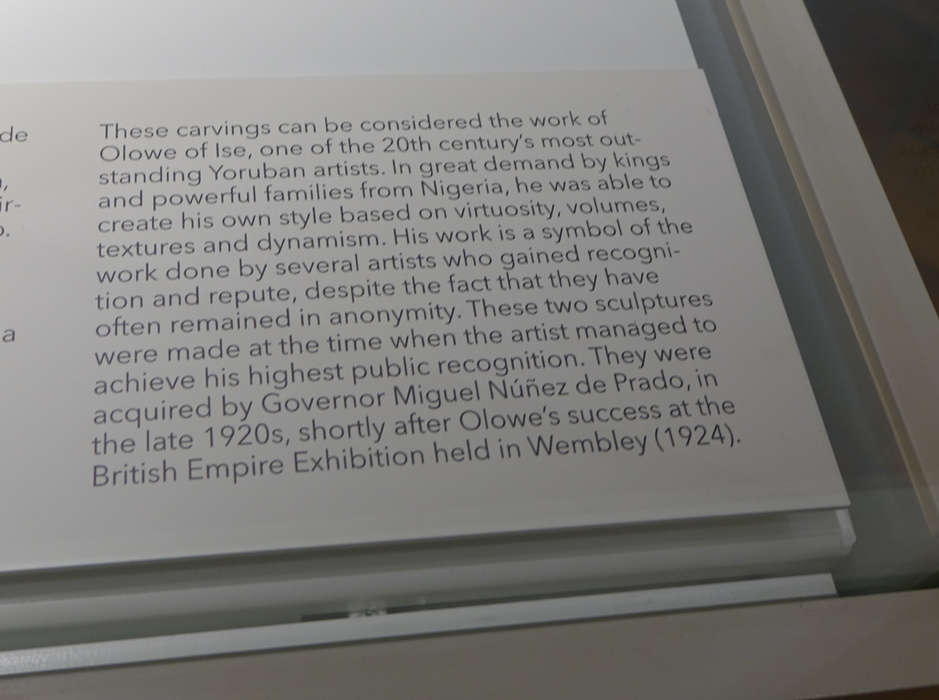 de
ir-
a
These carvings can be considered the work of
Olowe of Ise, one of the 20th century's most out-
standing Yoruban artists. In great demand by kings
and powerful families from Nigeria, he was able to
create his own style based on virtuosity, volumes,
textures and dynamism. His work is a symbol of the
work done by several artists who gained recogni-
tion and repute, despite the fact that they have
often remained in anonymity. These two sculptures
were made at the time when the artist managed to
achieve his highest public recognition. They were
acquired by Governor Miguel Núñez de Prado, in
the late 1920s, shortly after Olowe's success at the
British Empire Exhibition held in Wembley (1924).